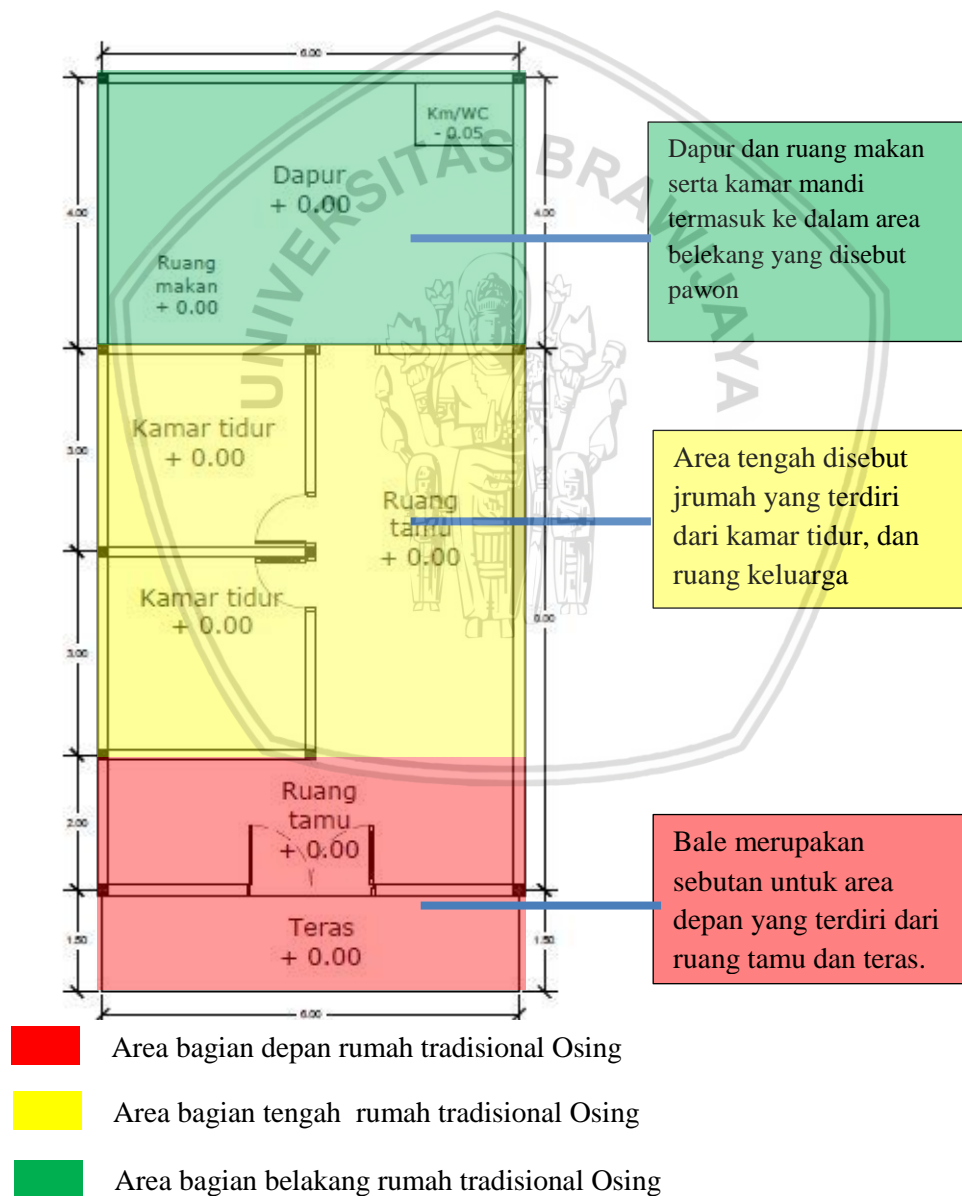 6.00
UNIVERSITAS BRAWIJAYA
Km/WC
- 0.05
Dapur
+ 0.00
4.00
4.00
Ruang
makan
+ 0.00
Dapur dan ruang makan
serta kamar mandi
termasuk ke dalam area
belekang yang disebut
pawon
Kamar tidur
+ 0.00
3.00
Ruang
tamu
+ 0.00
Area tengah disebut
jrumah yang terdiri
dari kamar tidur, dan
ruang keluarga
Kamar tidur
+ 0.00
3.00
Ruang
tamu
+ 0.00
2.00
Teras
+ 0.00
1.50
1.50
6.00
Bale merupakan
sebutan untuk area
depan yang terdiri dari
ruang tamu dan teras.
Area bagian depan rumah tradisional Osing
Area bagian tengah rumah tradisional Osing
Area bagian belakang rumah tradisional Osing